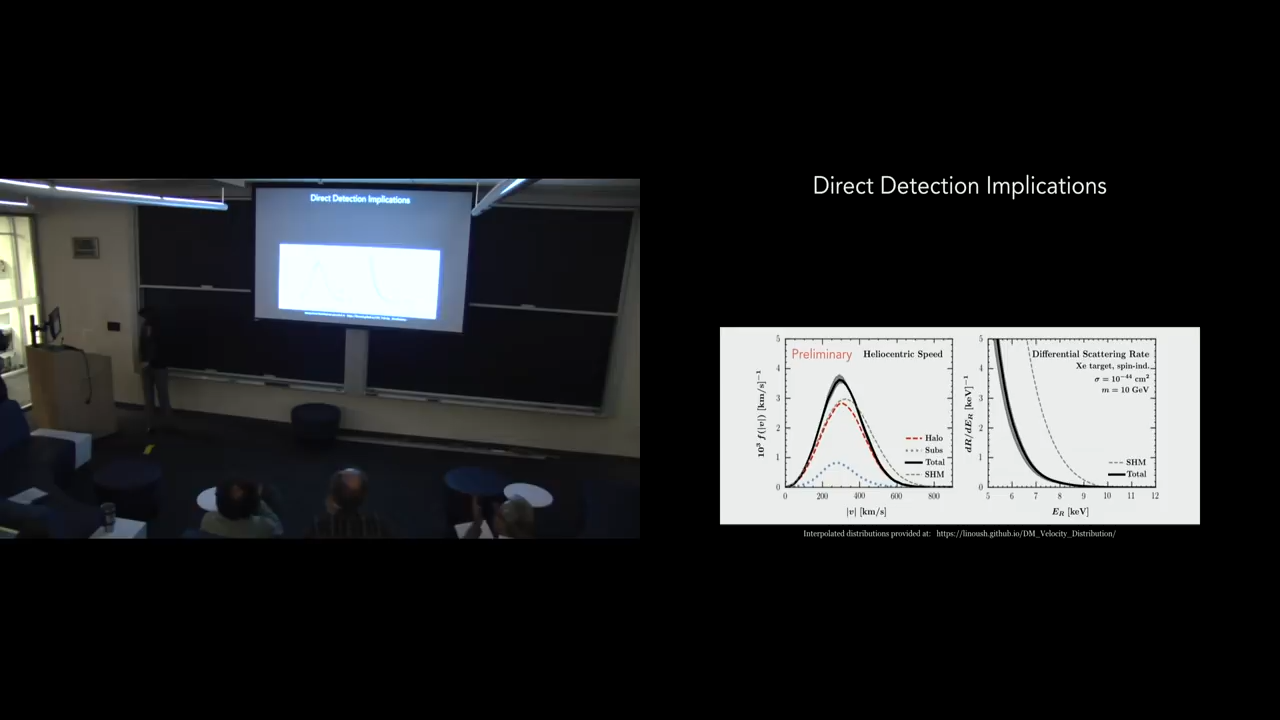 Direct Detection Implications
Direct Detection Implications
Preliminary
Heliocentric Speed
10³ f(|v|) [km/s]⁻¹
5
4
3
2
1
0
Halo
Subs
Total
SHM
0 200 400 600 800
|v| [km/s]
Differential Scattering Rate
Xe target, spin-ind.
σ = 10⁻⁴⁴ cm²
m = 10 GeV
dR/dE_R [keV]⁻¹
5
4
3
2
1
0
SHM
Total
5 6 7 8 9 10 11 12
E_R [keV]
Interpolated distributions provided at: https://linoush.github.io/DM_Velocity_Distribution/